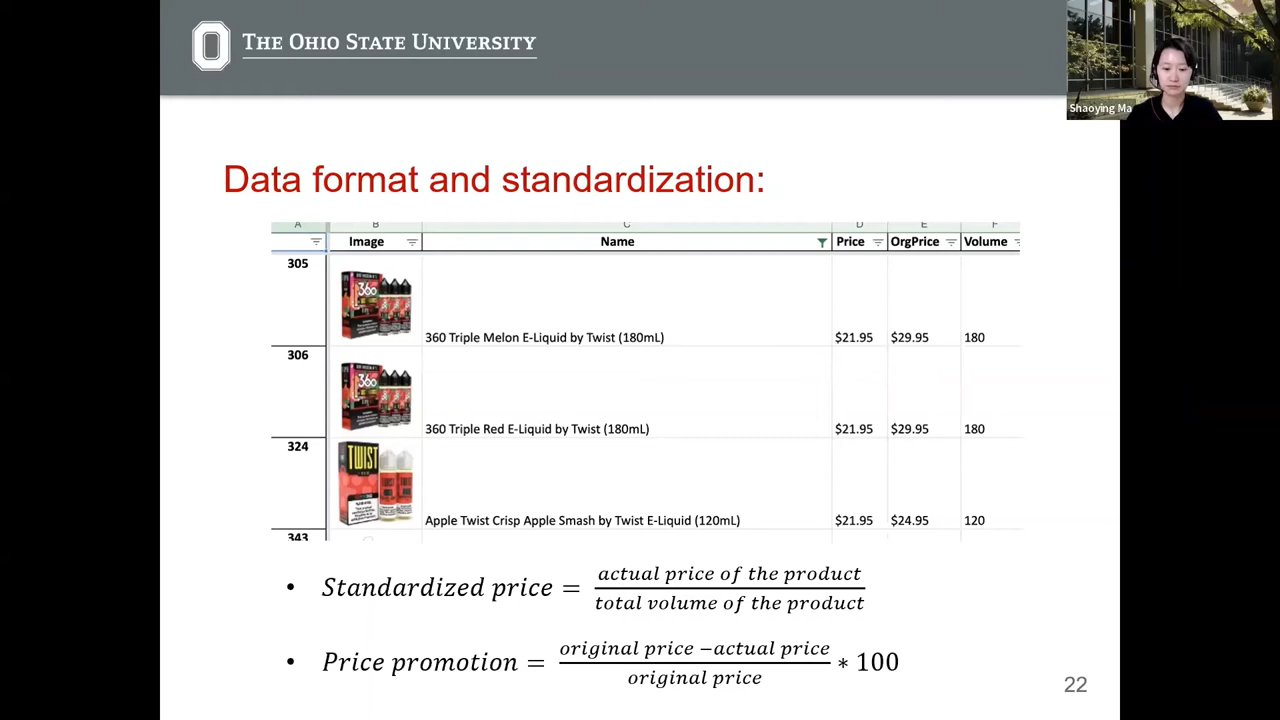 THE OHIO STATE UNIVERSITY
Shaoying Ma
Data format and standardization:
A B C D E F
Image Name Price OrgPrice Volume
305
360
360 Triple Melon E-Liquid by Twist (180mL) $21.95 $29.95 180
306
360
360 Triple Red E-Liquid by Twist (180mL) $21.95 $29.95 180
324
TWIST
Apple Twist Crisp Apple Smash by Twist E-Liquid (120mL) $21.95 $24.95 120
343
• Standardized price = actual price of the product
total volume of the product
• Price promotion = original price −actual price
original price
∗ 100
22